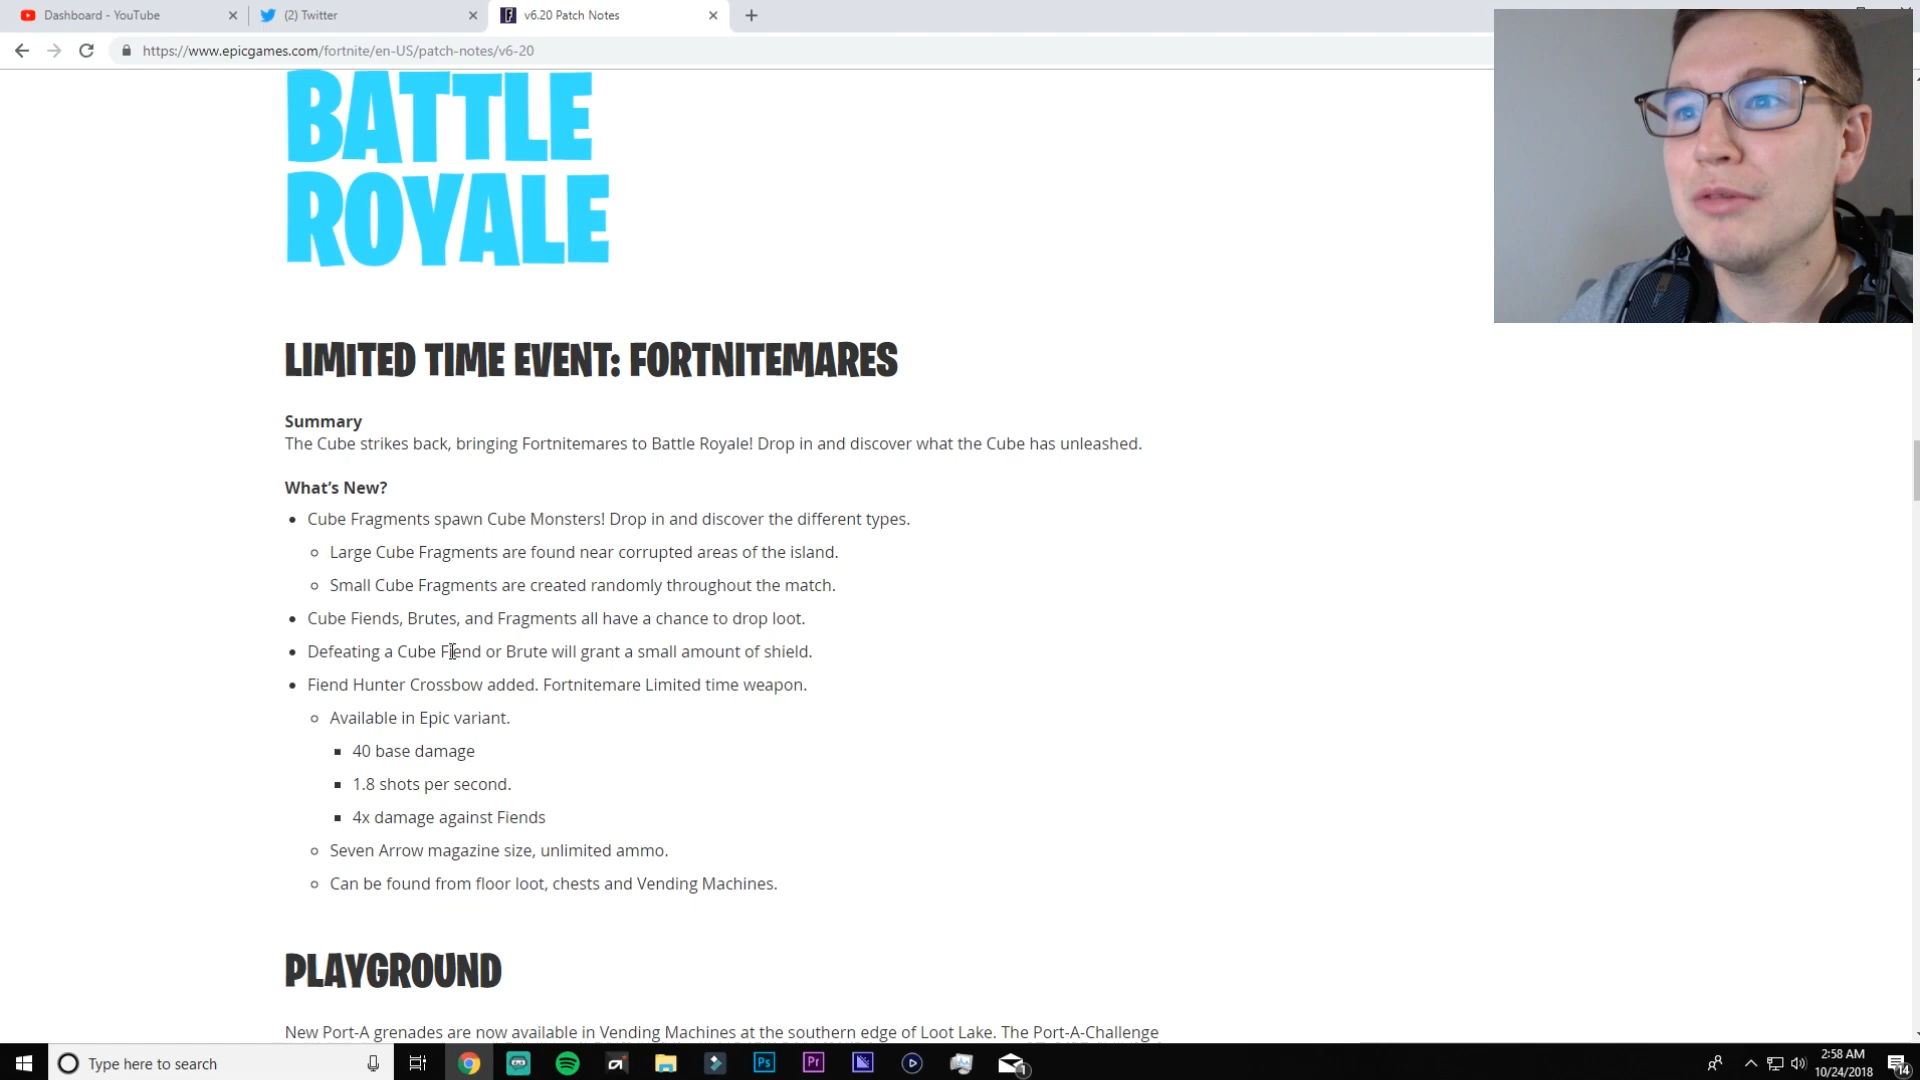 Dashboard - YouTube
(2) Twitter
v6.20 Patch Notes
https://www.epicgames.com/fortnite/en-US/patch-notes/v6-20
BATTLE
ROYALE
LIMITED TIME EVENT: FORTNITEMARES
Summary
The Cube strikes back, bringing Fortnitemares to Battle Royale! Drop in and discover what the Cube has unleashed.
What's New?
Cube Fragments spawn Cube Monsters! Drop in and discover the different types.
Large Cube Fragments are found near corrupted areas of the island.
Small Cube Fragments are created randomly throughout the match.
Cube Fiends, Brutes, and Fragments all have a chance to drop loot.
Defeating a Cube Fiend or Brute will grant a small amount of shield.
Fiend Hunter Crossbow added. Fortnitemare Limited time weapon.
Available in Epic variant.
40 base damage
1.8 shots per second.
4x damage against Fiends
Seven Arrow magazine size, unlimited ammo.
Can be found from floor loot, chests and Vending Machines.
PLAYGROUND
New Port-A grenades are now available in Vending Machines at the southern edge of Loot Lake. The Port-A-Challenge
Type here to search
Ps
Pr
1
2:58 AM
10/24/2018
14